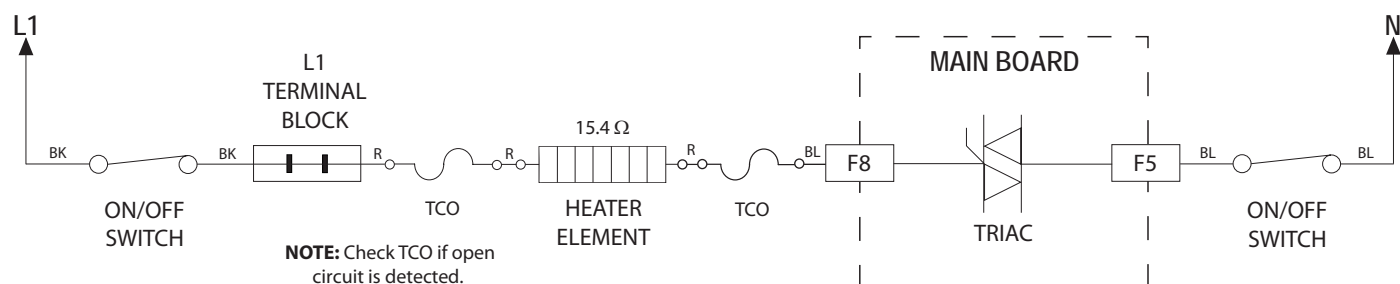 L1
N
MAIN BOARD
L1
TERMINAL
BLOCK
15.4 Ω
BK
BK
R
R
R
BL
F8
F5
BL
BL
ON/OFF
SWITCH
TCO
HEATER
ELEMENT
TCO
TRIAC
ON/OFF
SWITCH
NOTE: Check TCO if open
circuit is detected.